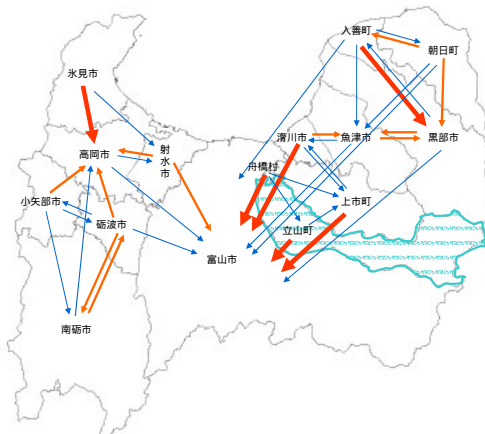 入善町
朝日町
氷見市
滑川市
魚津市
黒部市
高岡市
射
水
市
舟橋村
小矢部市
砺波市
上市町
立山町
富山市
南砺市